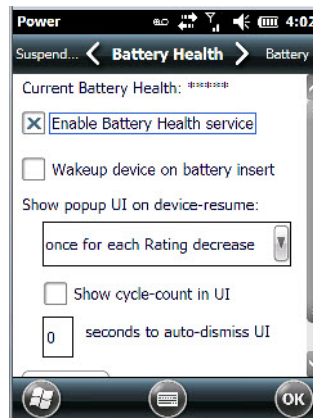 Power 4:02
Suspend... Battery Health Battery
Current Battery Health: *****
Enable Battery Health service
Wakeup device on battery insert
Show popup UI on device-resume:
once for each Rating decrease
Show cycle-count in UI
0 seconds to auto-dismiss UI
OK